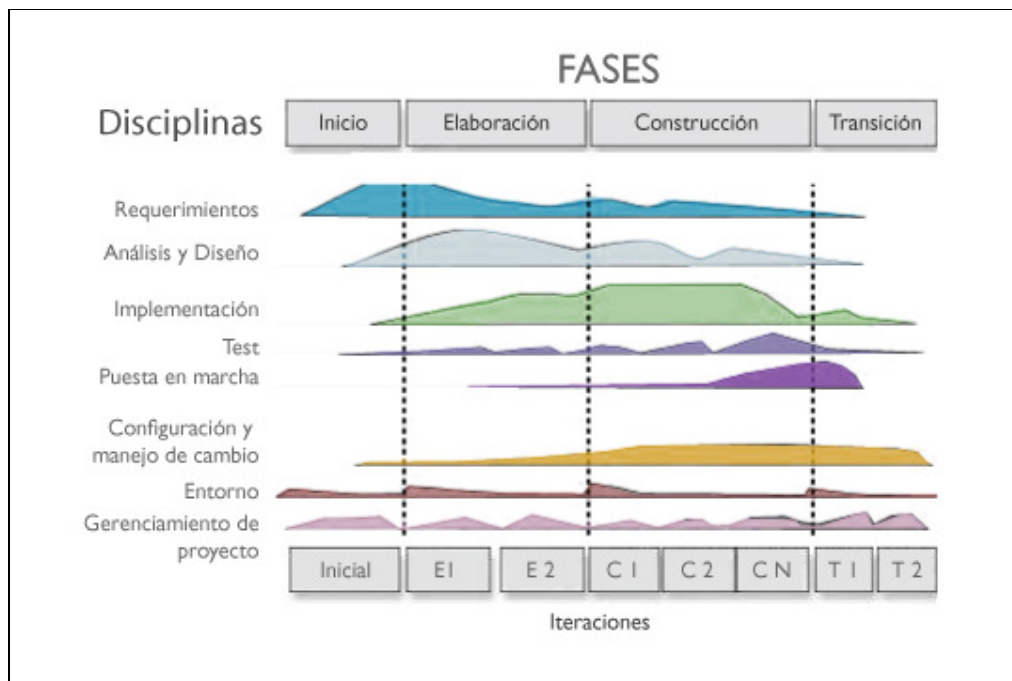 FASES
Disciplinas
Inicio
Elaboración
Construcción
Transición
Requerimientos
Análisis y Diseño
Implementación
Test
Puesta en marcha
Configuración y
manejo de cambio
Entorno
Gerenciamiento de
proyecto
Inicial
E1
E 2
C 1
C 2
C N
T 1
T 2
Iteraciones